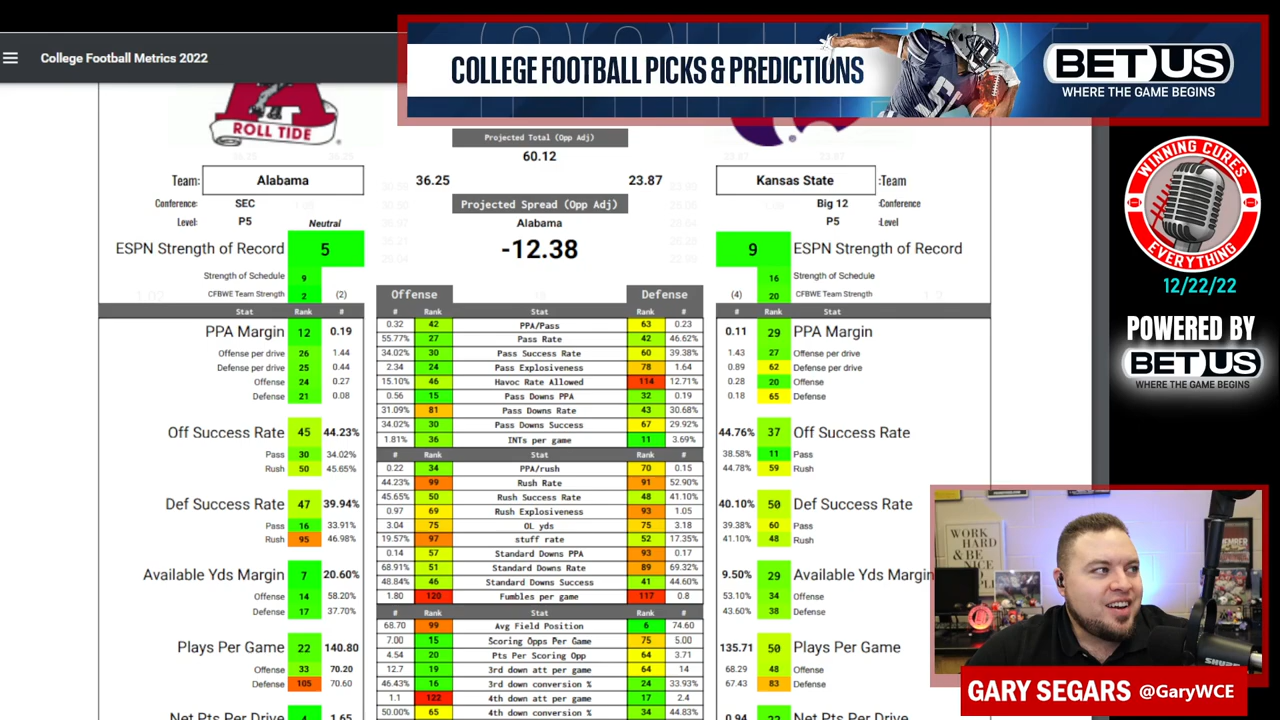 College Football Metrics 2022
COLLEGE FOOTBALL PICKS & PREDICTIONS
BETUS
WHERE THE GAME BEGINS
ROLL TIDE
Projected Total (Opp Adj)
60.12
Team: Alabama 36.25 23.87 Kansas State :Team
Conference: SEC Projected Spread (Opp Adj) Big 12 :Conference
Level: P5 Neutral Alabama P5 :Level
ESPN Strength of Record 5 -12.38 9 ESPN Strength of Record
Strength of Schedule 9 16 Strength of Schedule
CFBWE Team Strength 2 (2) Offense Defense (4) 20 CFBWE Team Strength
Stat Rank # # Rank Stat Rank # # Rank Stat
PPA Margin 12 0.19 0.11 29 PPA Margin
Offense per drive 26 1.44 1.43 27 Offense per drive
Defense per drive 25 0.44 0.89 62 Defense per drive
Offense 24 0.27 0.28 20 Offense
Defense 21 0.08 0.18 65 Defense
0.32 42 PPA/Pass 63 0.23
55.77% 27 Pass Rate 42 46.62%
34.02% 30 Pass Success Rate 60 39.38%
2.34 24 Pass Explosiveness 78 1.64
15.10% 46 Havoc Rate Allowed 114 12.71%
0.56 15 Pass Downs PPA 32 0.19
31.09% 81 Pass Downs Rate 43 30.68%
34.02% 30 Pass Downs Success 67 29.92%
1.81% 36 INTs per game 11 3.69%
Off Success Rate 45 44.23% 44.76% 37 Off Success Rate
Pass 30 34.02% 38.58% 11 Pass
Rush 50 45.65% 44.78% 59 Rush
# Rank Stat Rank #
0.22 34 PPA/rush 70 0.15
44.23% 99 Rush Rate 91 52.90%
45.65% 50 Rush Success Rate 48 41.10%
0.97 69 Rush Explosiveness 93 1.05
3.04 75 OL yds 75 3.18
19.57% 97 stuff rate 52 17.35%
0.14 57 Standard Downs PPA 93 0.17
68.91% 51 Standard Downs Rate 89 69.32%
48.84% 46 Standard Downs Success 41 44.60%
1.80 120 Fumbles per game 117 0.8
Def Success Rate 47 39.94% 40.10% 50 Def Success Rate
Pass 16 33.91% 39.38% 60 Pass
Rush 95 46.98% 41.10% 48 Rush
Available Yds Margin 7 20.60% 9.50% 29 Available Yds Margin
Offense 14 58.20% 53.10% 34 Offense
Defense 17 37.70% 43.60% 38 Defense
# Rank Stat Rank #
68.70 99 Avg Field Position 6 74.60
7.00 15 Scoring Opps Per Game 75 5.00
4.54 20 Pts Per Scoring Opp 64 3.71
12.7 19 3rd down att per game 64 14
46.43% 16 3rd down conversion % 24 33.93%
1.1 122 4th down att per game 17 2.4
50.00% 65 4th down conversion % 34 44.83%
Plays Per Game 22 140.80 135.71 50 Plays Per Game
Offense 33 70.20 68.29 48 Offense
Defense 105 70.60 67.43 83 Defense
Net Pts Per Drive 4 1.65 0.94 22 Net Pts Per Drive
WINNING CURES
EVERYTHING
12/22/22
POWERED BY
BETUS
WHERE THE GAME BEGINS
WORK
HARD
& BE
NICE
GARY SEGARS @GaryWCE